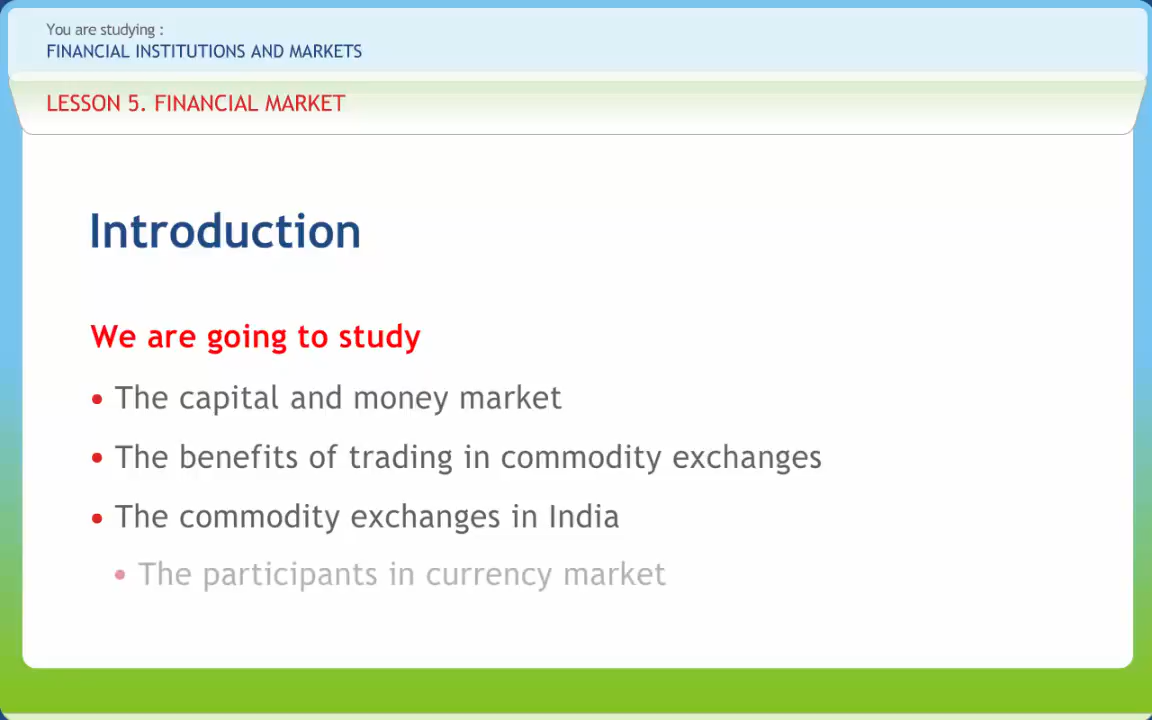 You are studying :
FINANCIAL INSTITUTIONS AND MARKETS
LESSON 5. FINANCIAL MARKET
Introduction
We are going to study
• The capital and money market
• The benefits of trading in commodity exchanges
• The commodity exchanges in India
• The participants in currency market